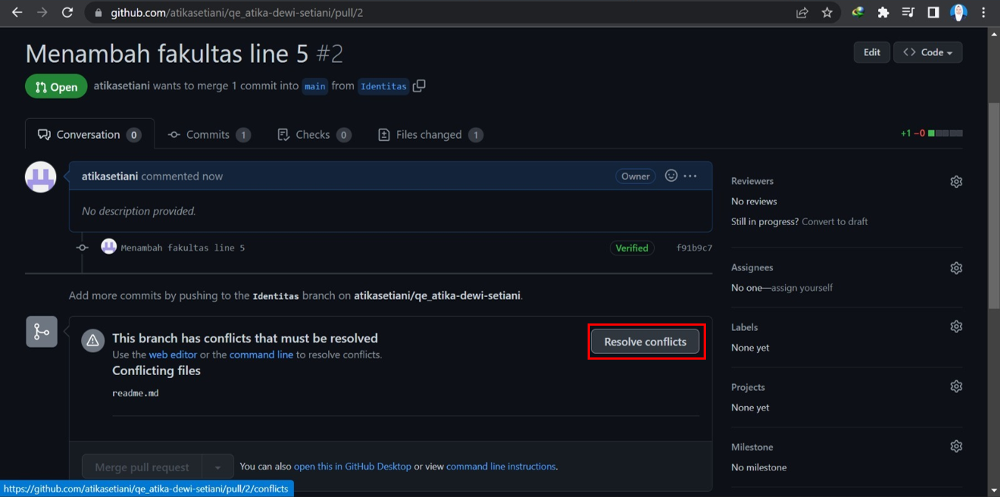 github.com/atikasetiani/qe_atika-dewi-setiani/pull/2
Menambah fakultas line 5 #2
Edit
<> Code
Open
atikasetiani wants to merge 1 commit into main from Identitas
Conversation 0
Commits 1
Checks 0
Files changed 1
+1 −0
atikasetiani commented now
Owner
No description provided.
Menambah fakultas line 5
Verified
f91b9c7
Add more commits by pushing to the Identitas branch on atikasetiani/qe_atika-dewi-setiani.
This branch has conflicts that must be resolved
Use the web editor or the command line to resolve conflicts.
Resolve conflicts
Conflicting files
readme.md
Merge pull request
You can also open this in GitHub Desktop or view command line instructions.
Reviewers
No reviews
Still in progress? Convert to draft
Assignees
No one—assign yourself
Labels
None yet
Projects
None yet
Milestone
No milestone
https://github.com/atikasetiani/qe_atika-dewi-setiani/pull/2/conflicts